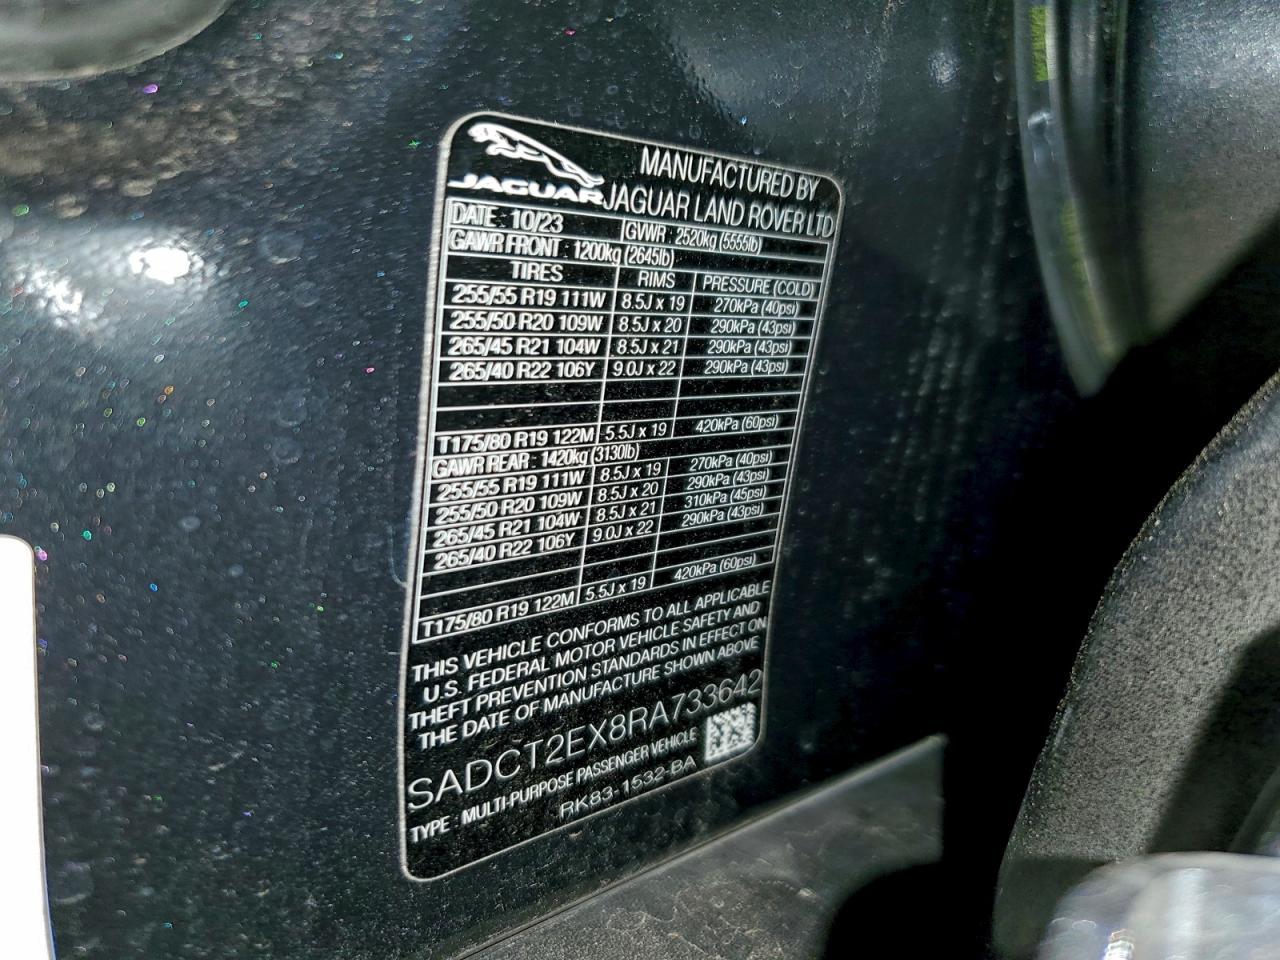 JAGUAR
MANUFACTURED BY
JAGUAR LAND ROVER LTD
DATE : 10/23 GVWR : 2520kg (5555lb)
GAWR FRONT : 1200kg (2645lb)
TIRES RIMS PRESSURE (COLD)
255/55 R19 111W 8.5J x 19 270kPa (40psi)
255/50 R20 109W 8.5J x 20 290kPa (43psi)
265/45 R21 104W 8.5J x 21 290kPa (43psi)
265/40 R22 106Y 9.0J x 22 290kPa (43psi)
T175/80 R19 122M 5.5J x 19 420kPa (60psi)
GAWR REAR : 1420kg (3130lb)
255/55 R19 111W 8.5J x 19 270kPa (40psi)
255/50 R20 109W 8.5J x 20 290kPa (43psi)
265/45 R21 104W 8.5J x 21 310kPa (45psi)
265/40 R22 106Y 9.0J x 22 290kPa (43psi)
T175/80 R19 122M 5.5J x 19 420kPa (60psi)
THIS VEHICLE CONFORMS TO ALL APPLICABLE
U.S. FEDERAL MOTOR VEHICLE SAFETY AND
THEFT PREVENTION STANDARDS IN EFFECT ON
THE DATE OF MANUFACTURE SHOWN ABOVE
SADCT2EX8RA733642
TYPE : MULTI-PURPOSE PASSENGER VEHICLE
RK83-1532-BA